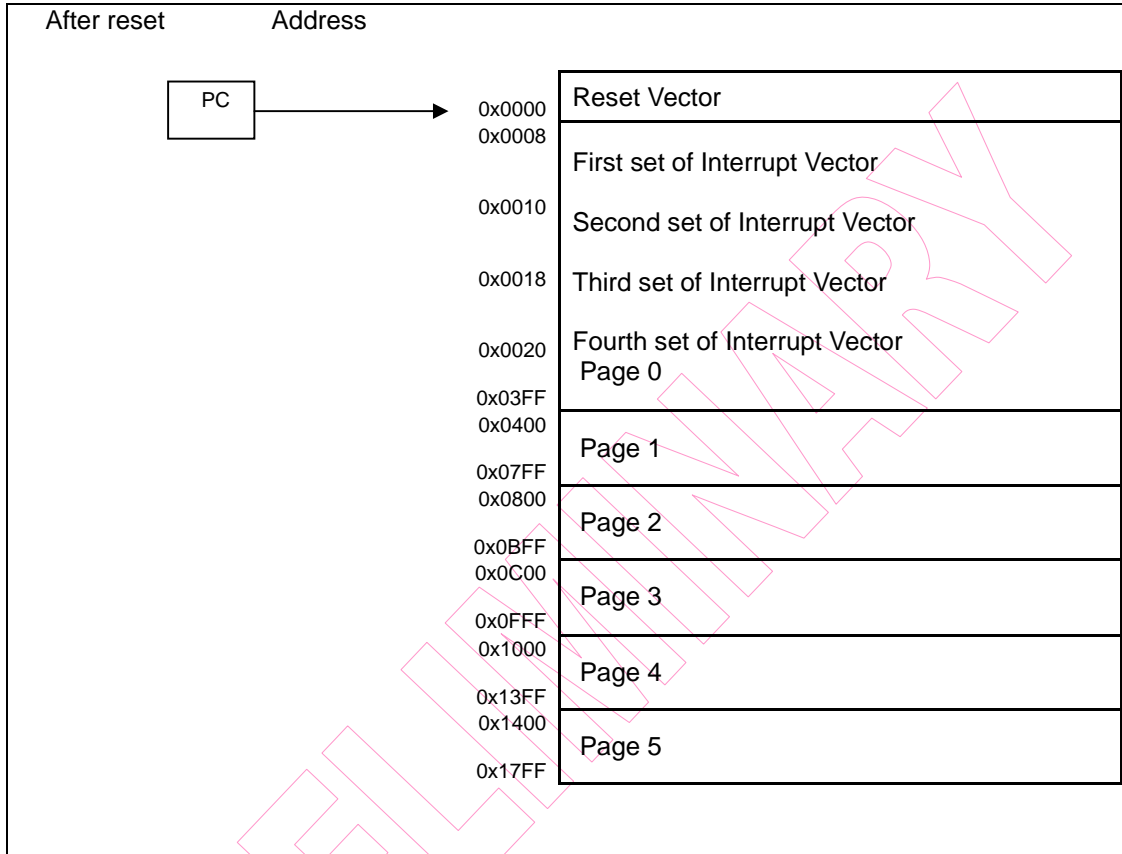 After reset Address
PC
0x0000 Reset Vector
0x0008
First set of Interrupt Vector
0x0010
Second set of Interrupt Vector
0x0018 Third set of Interrupt Vector
Fourth set of Interrupt Vector
0x0020
Page 0
0x03FF
0x0400
Page 1
0x07FF
0x0800
Page 2
0x0BFF
0x0C00
Page 3
0x0FFF
0x1000
Page 4
0x13FF
0x1400
Page 5
0x17FF
ELIMINARY